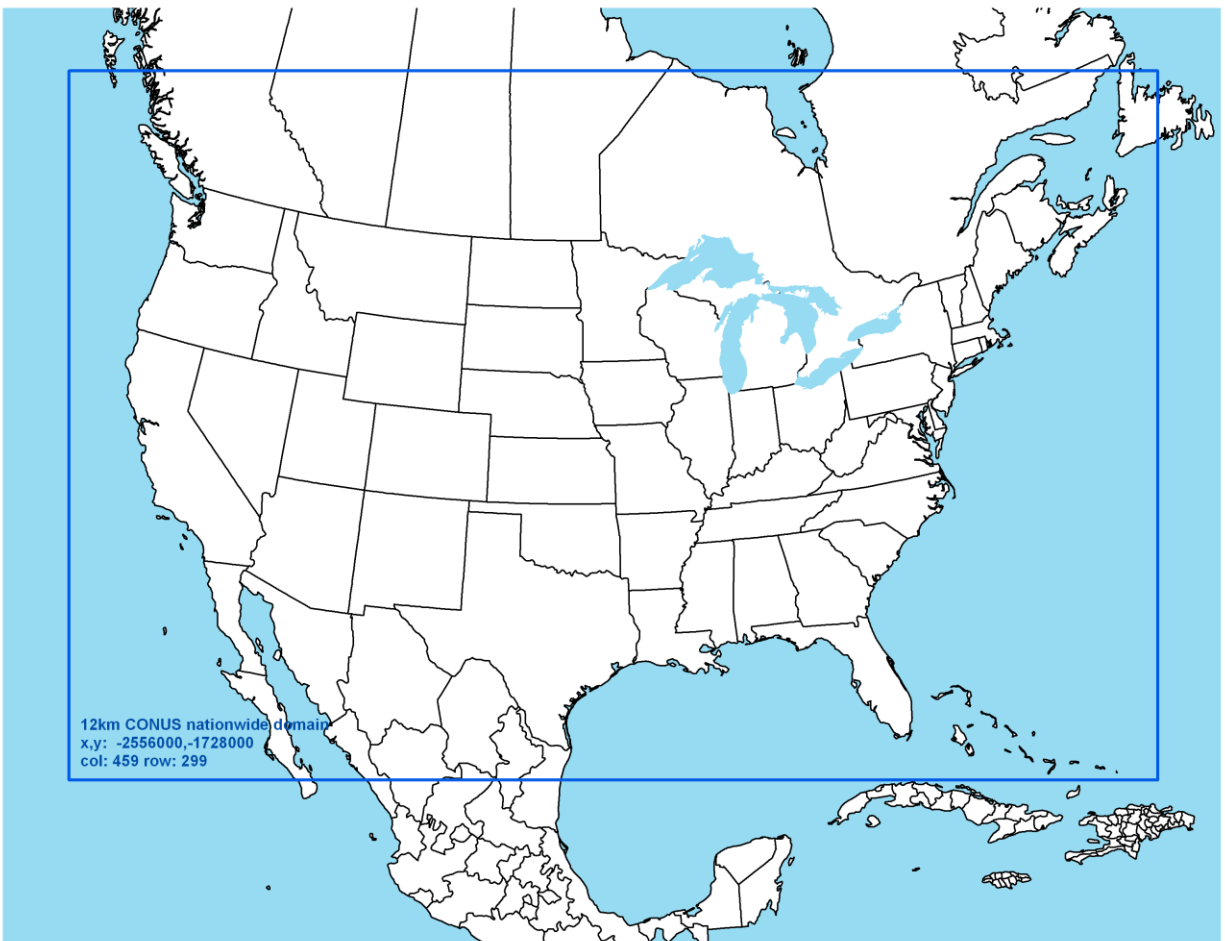 12km CONUS nationwide domain
x,y: -2556000,-1728000
col: 459 row: 299